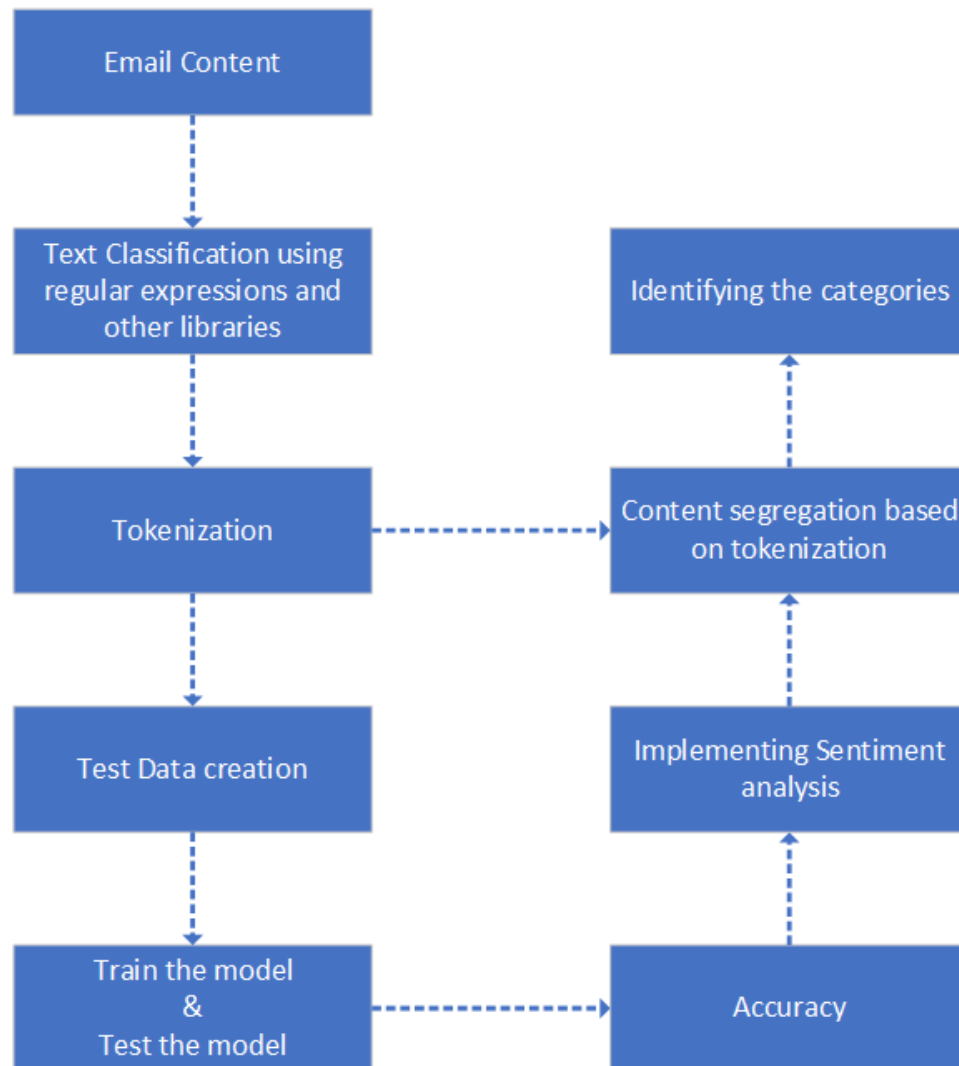 Email Content
Text Classification using
regular expressions and
other libraries
Identifying the categories
Tokenization
Content segregation based
on tokenization
Test Data creation
Implementing Sentiment
analysis
Train the model
&
Test the model
Accuracy